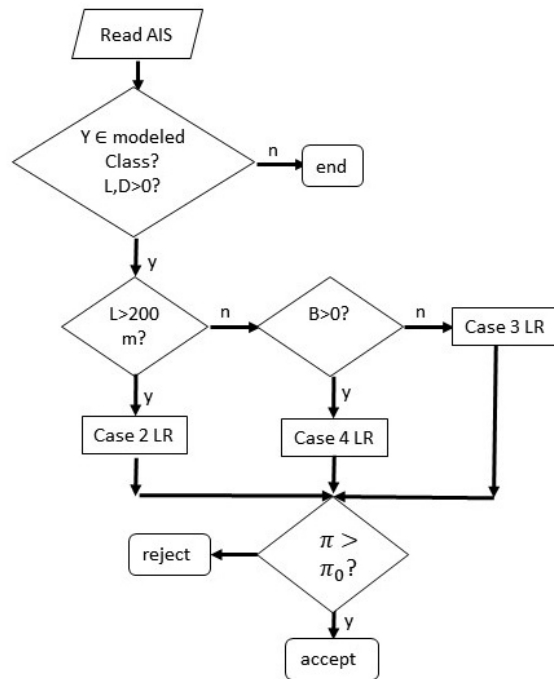 Read AIS
Y ∈ modeled
Class?
L,D>0?
n
end
y
L>200
m?
n
B>0?
n
Case 3 LR
y
y
Case 2 LR
Case 4 LR
π >
π₀?
reject
y
accept